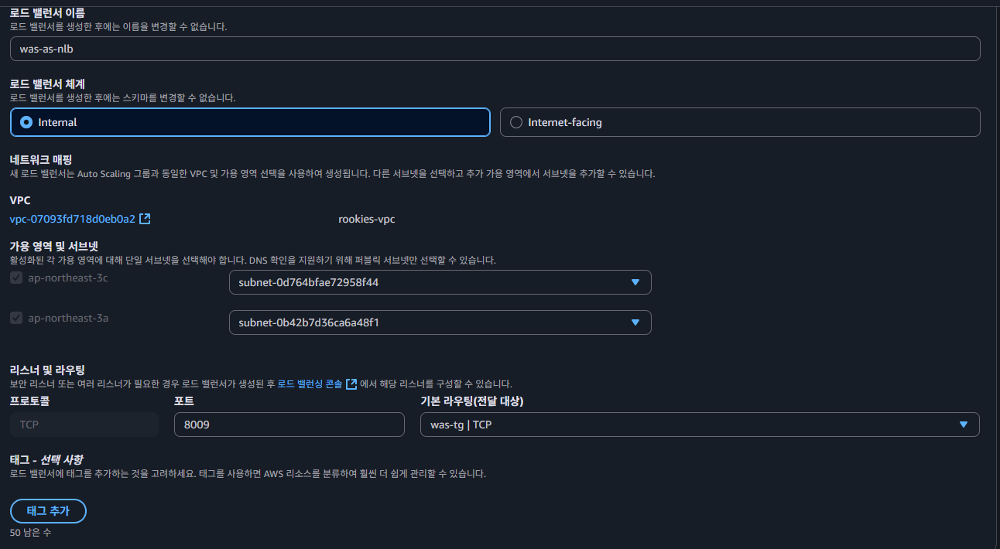 로드 밸런서 이름
로드 밸런서를 생성한 후에는 이름을 변경할 수 없습니다.
was-as-nlb
로드 밸런서 체계
로드 밸런서를 생성한 후에는 스키마를 변경할 수 없습니다.
Internal
Internet-facing
네트워크 매핑
새 로드 밸런서는 Auto Scaling 그룹과 동일한 VPC 및 가용 영역 선택을 사용하여 생성됩니다. 다른 서브넷을 선택하고 추가 가용 영역에서 서브넷을 추가할 수 있습니다.
VPC
vpc-07093fd718d0eb0a2
rookies-vpc
가용 영역 및 서브넷
활성화된 각 가용 영역에 대해 단일 서브넷을 선택해야 합니다. DNS 확인을 지원하기 위해 퍼블릭 서브넷만 선택할 수 있습니다.
ap-northeast-3c
subnet-0d764bfae72958f44
ap-northeast-3a
subnet-0b42b7d36ca6a48f1
리스너 및 라우팅
보안 리스너 또는 여러 리스너가 필요한 경우 로드 밸런서가 생성된 후 로드 밸런싱 콘솔 에서 해당 리스너를 구성할 수 있습니다.
프로토콜
포트
기본 라우팅(전달 대상)
TCP
8009
was-tg | TCP
태그 - 선택 사항
로드 밸런서에 태그를 추가하는 것을 고려하세요. 태그를 사용하면 AWS 리소스를 분류하여 훨씬 더 쉽게 관리할 수 있습니다.
태그 추가
50 남은 수